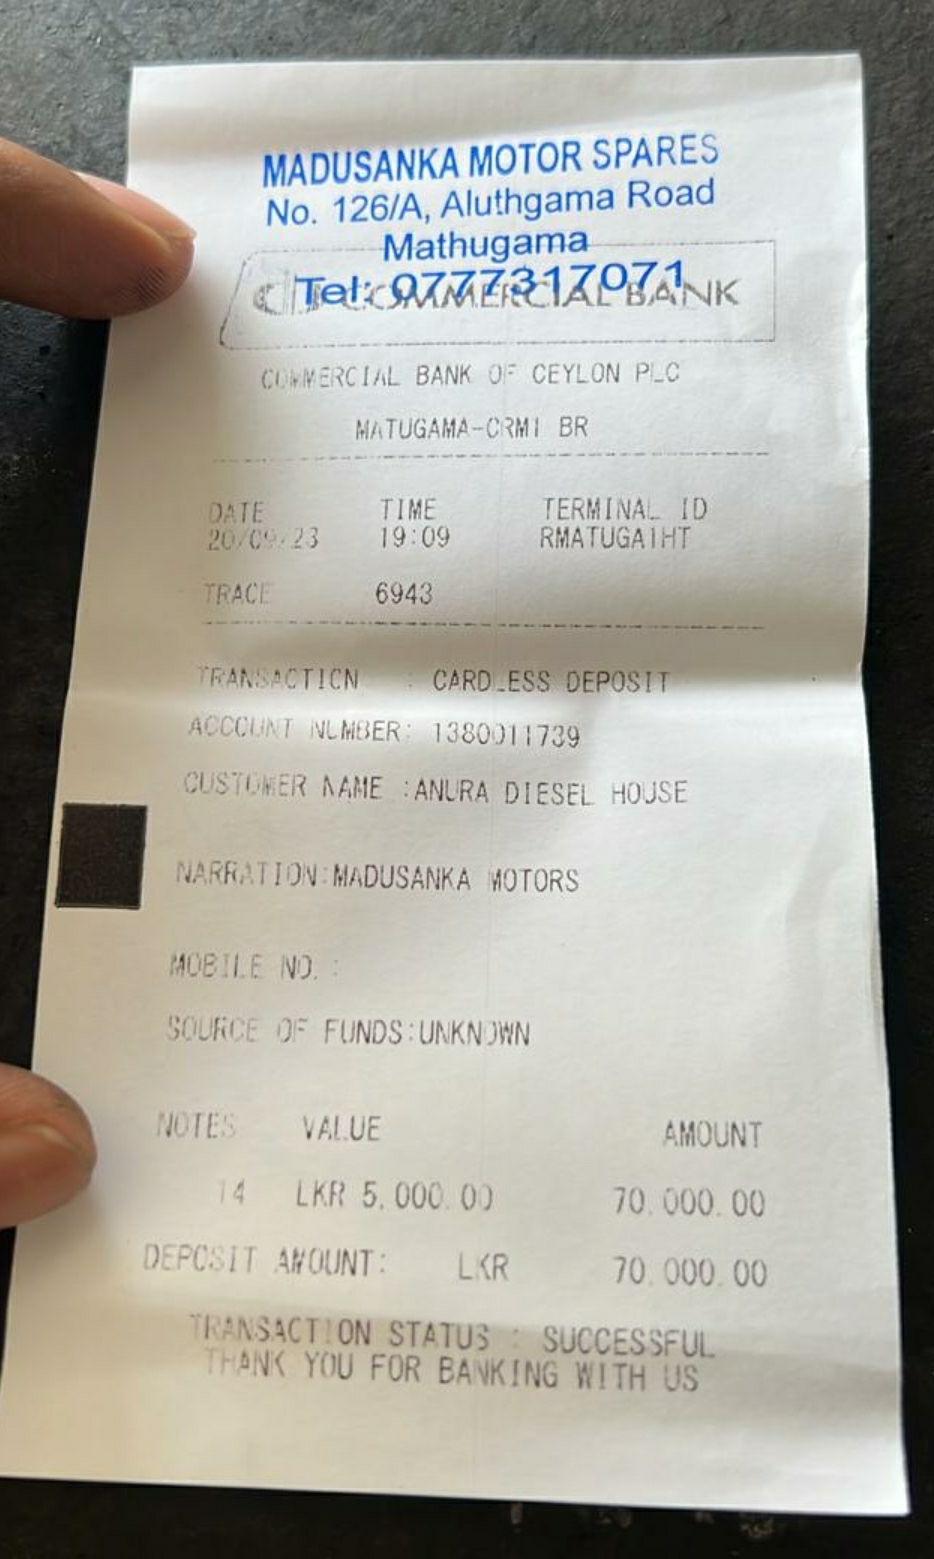 MADUSANKA MOTOR SPARES
No. 126/A, Aluthgama Road
Mathugama
Tel: 0777317071
COMMERCIAL BANK
COMMERCIAL BANK OF CEYLON PLC
MATUGAMA-CRM1 BR
DATE TIME TERMINAL ID
20/09/23 19:09 RMATUGA1HT
TRACE 6943
TRANSACTION : CARDLESS DEPOSIT
ACCOUNT NUMBER: 1380011739
CUSTOMER NAME :ANURA DIESEL HOUSE
NARRATION:MADUSANKA MOTORS
MOBILE NO. :
SOURCE OF FUNDS:UNKNOWN
NOTES VALUE AMOUNT
14 LKR 5,000.00 70,000.00
DEPOSIT AMOUNT: LKR 70,000.00
TRANSACTION STATUS : SUCCESSFUL
THANK YOU FOR BANKING WITH US